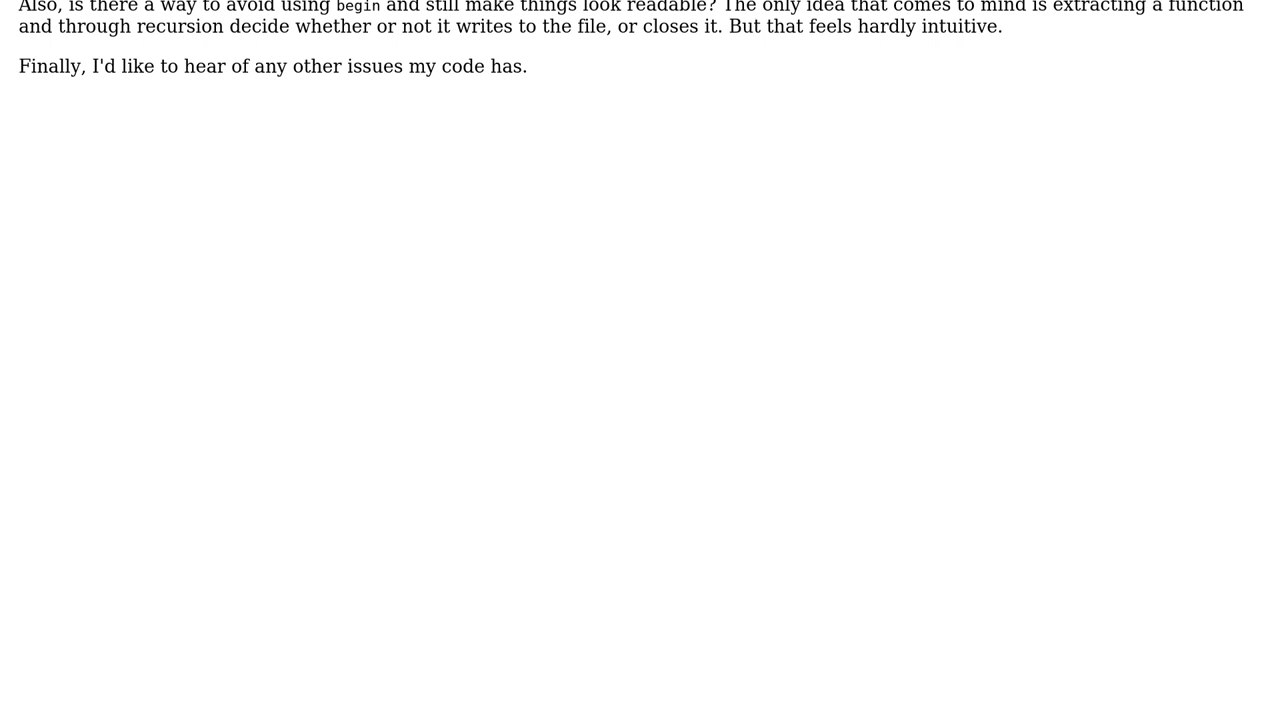 Also, is there a way to avoid using begin and still make things look readable? The only idea that comes to mind is extracting a function
and through recursion decide whether or not it writes to the file, or closes it. But that feels hardly intuitive.
Finally, I'd like to hear of any other issues my code has.